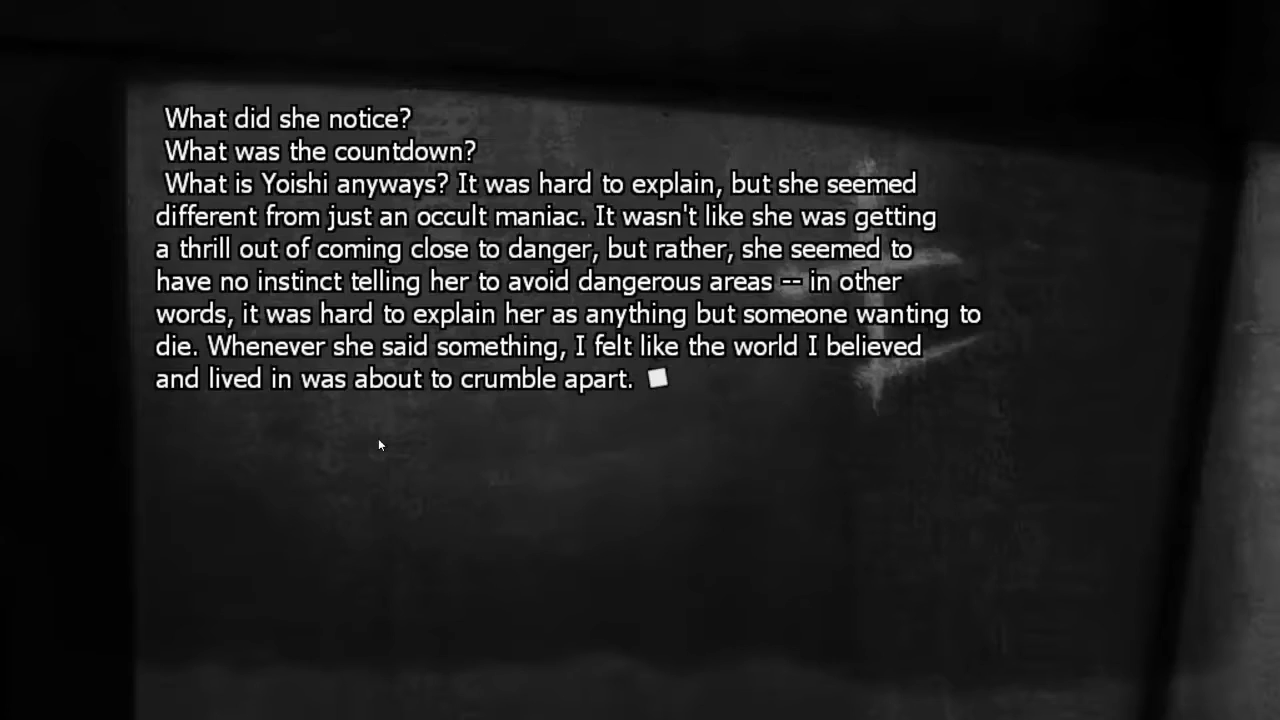 What did she notice?
What was the countdown?
What is Yoishi anyways? It was hard to explain, but she seemed
different from just an occult maniac. It wasn't like she was getting
a thrill out of coming close to danger, but rather, she seemed to
have no instinct telling her to avoid dangerous areas -- in other
words, it was hard to explain her as anything but someone wanting to
die. Whenever she said something, I felt like the world I believed
and lived in was about to crumble apart.